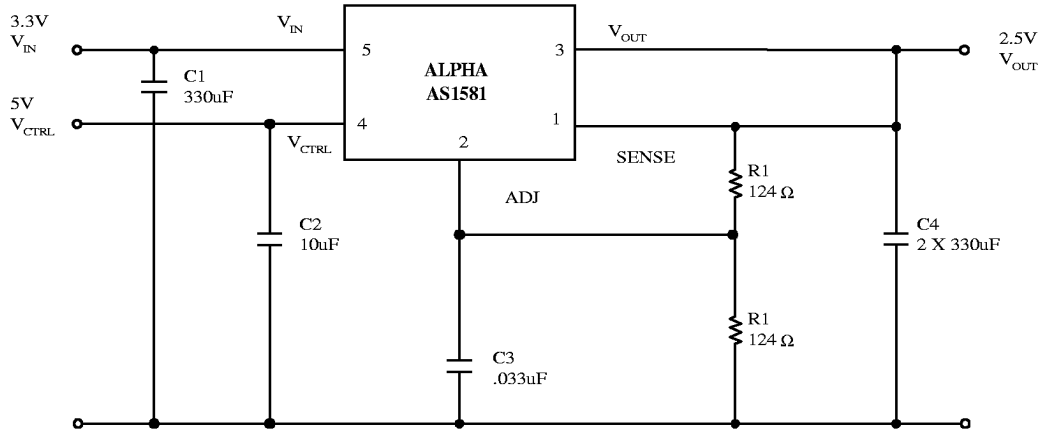 3.3V
VIN
VIN
5
3
VOUT
2.5V
VOUT
ALPHA
AS1581
C1
330uF
5V
VCTRL
VCTRL
4
1
2
SENSE
R1
124 Ω
ADJ
C2
10uF
C4
2 X 330uF
R1
124 Ω
C3
.033uF